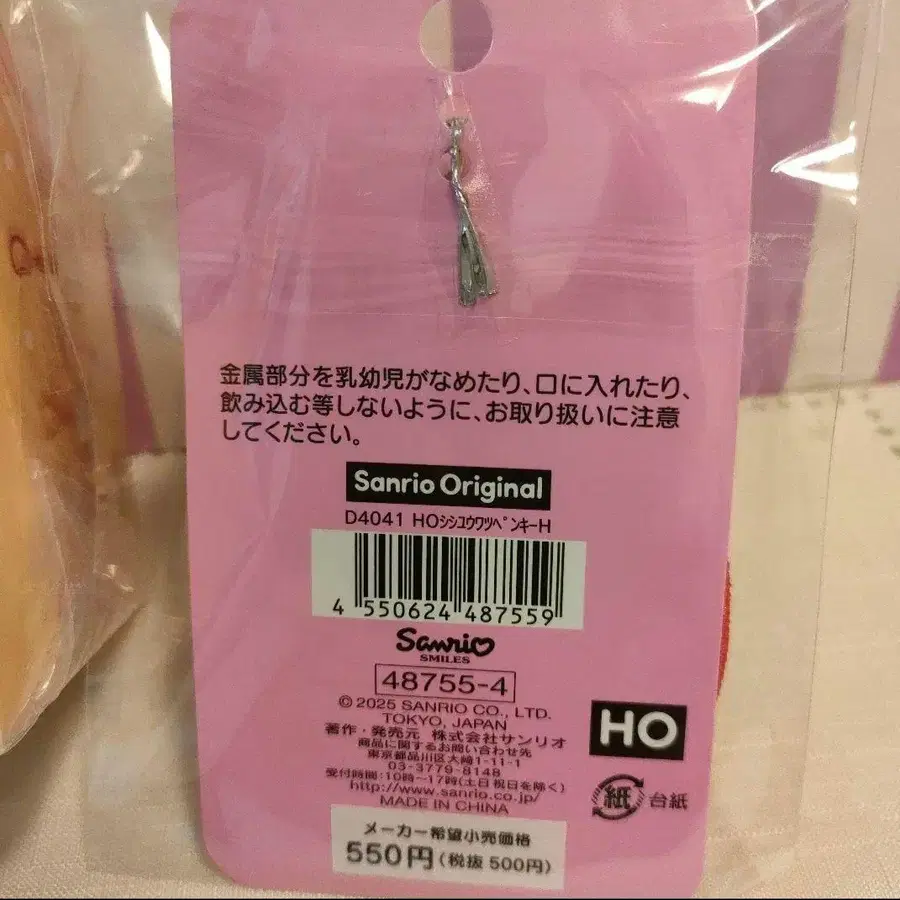 金属部分を乳幼児がなめたり、口に入れたり、
飲み込む等しないように、お取り扱いに注意
してください。
Sanrio Original
D4041 HOｼｼﾕｳﾜﾂﾍﾟﾝｷｰH
4 550624 487559
Sanrio
SMILES
48755-4
© 2025 SANRIO CO., LTD.
TOKYO, JAPAN
著作・発売元 株式会社サンリオ
商品に関するお問い合わせ先
東京都品川区大崎1-11-1
03-3779-8148
受付時間:10時〜17時(土日祝日を除く)
http://www.sanrio.co.jp/
MADE IN CHINA
HO
紙 台紙
メーカー希望小売価格
550円(税抜 500円)